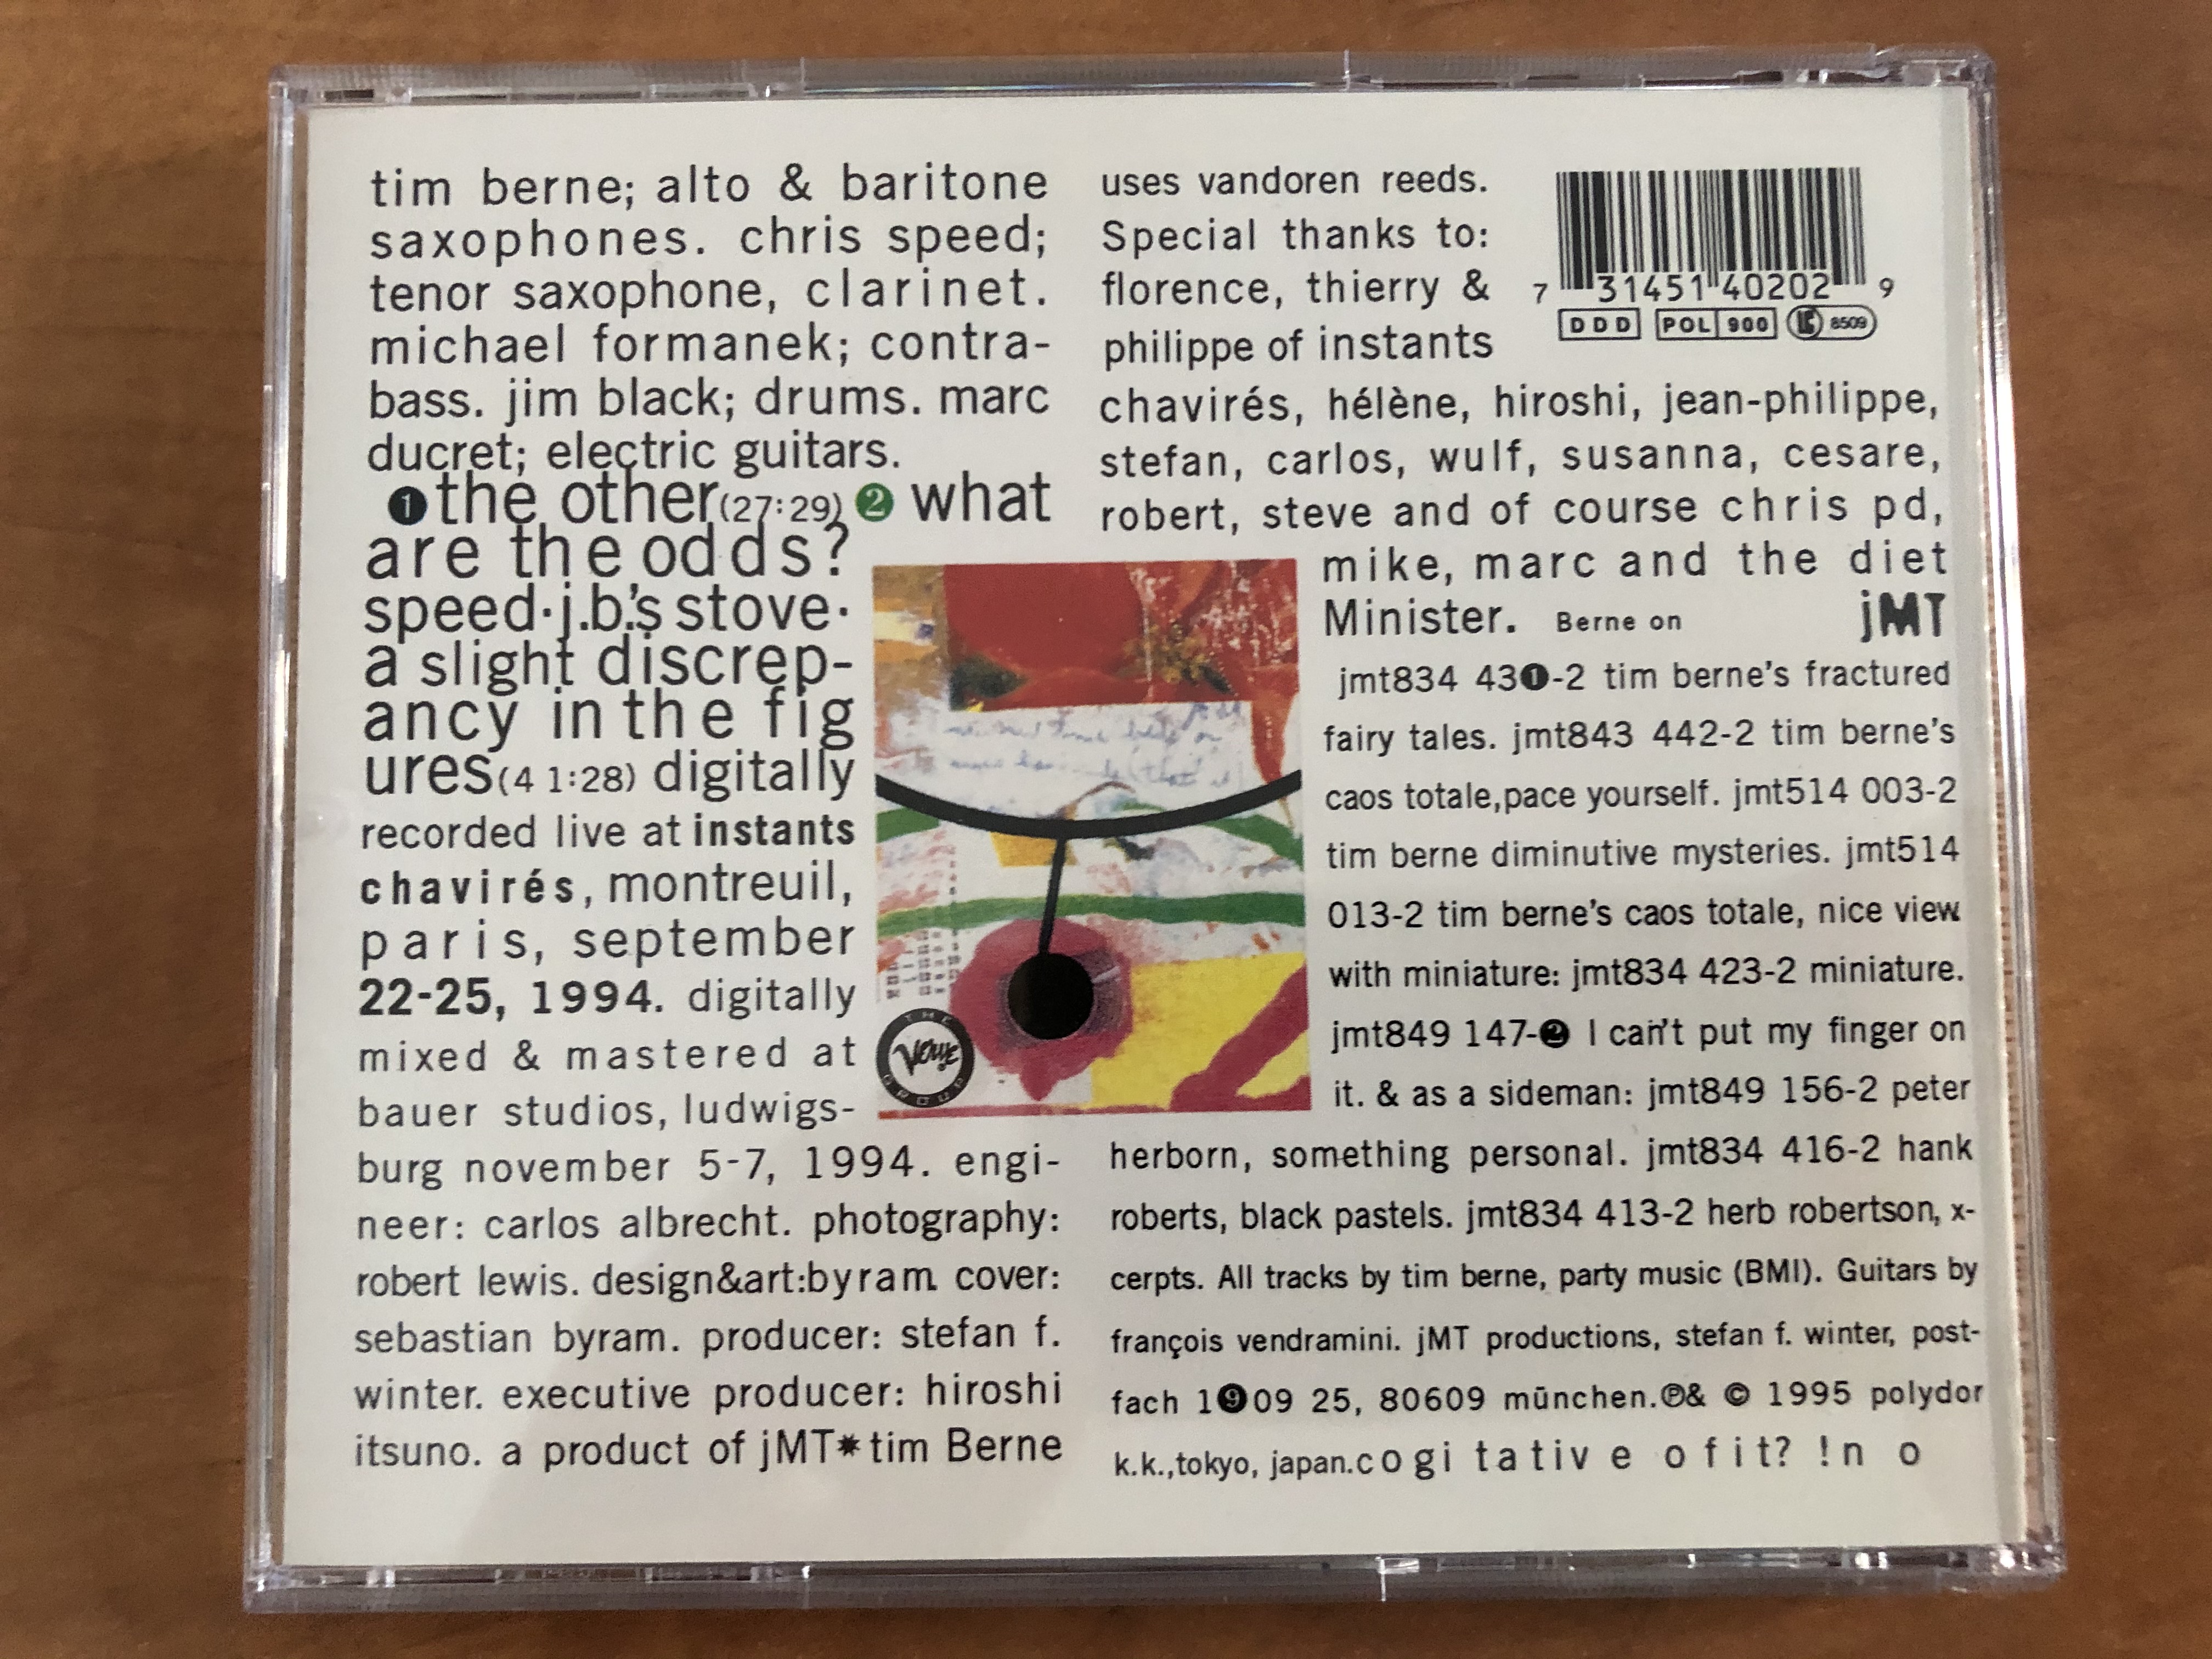 tim berne; alto & baritone
saxophones. chris speed;
tenor saxophone, clarinet.
michael formanek; contra-
bass. jim black; drums. marc
ducret; electric guitars.
❶the other(27:29)❷ what
are the odds?
speed·j.b.'s stove·
a slight discrep-
ancy in the fig
ures(4 1:28) digitally
recorded live at instants
chavirés, montreuil,
paris, september
22-25, 1994. digitally
mixed & mastered at
bauer studios, ludwigs-
burg november 5-7, 1994. engi-
neer: carlos albrecht. photography:
robert lewis. design&art:byram cover:
sebastian byram. producer: stefan f.
winter. executive producer: hiroshi
itsuno. a product of jMT✷tim Berne
THE
Verve
GROUP
uses vandoren reeds.
Special thanks to:
florence, thierry &
philippe of instants
chavirés, hélène, hiroshi, jean-philippe,
stefan, carlos, wulf, susanna, cesare,
robert, steve and of course chris pd,
mike, marc and the diet
Minister. Berne on jMT
jmt834 43❶-2 tim berne's fractured
fairy tales. jmt843 442-2 tim berne's
caos totale,pace yourself. jmt514 003-2
tim berne diminutive mysteries. jmt514
013-2 tim berne's caos totale, nice view
with miniature: jmt834 423-2 miniature.
jmt849 147-❷ I can't put my finger on
it. & as a sideman: jmt849 156-2 peter
herborn, something personal. jmt834 416-2 hank
roberts, black pastels. jmt834 413-2 herb robertson, x-
cerpts. All tracks by tim berne, party music (BMI). Guitars by
françois vendramini. jMT productions, stefan f. winter, post-
fach 1❾09 25, 80609 münchen.℗& © 1995 polydor
k.k.,tokyo, japan.cogi tative of it? !n o
7 31451 40202 9
DDD POL 900 LC 8509